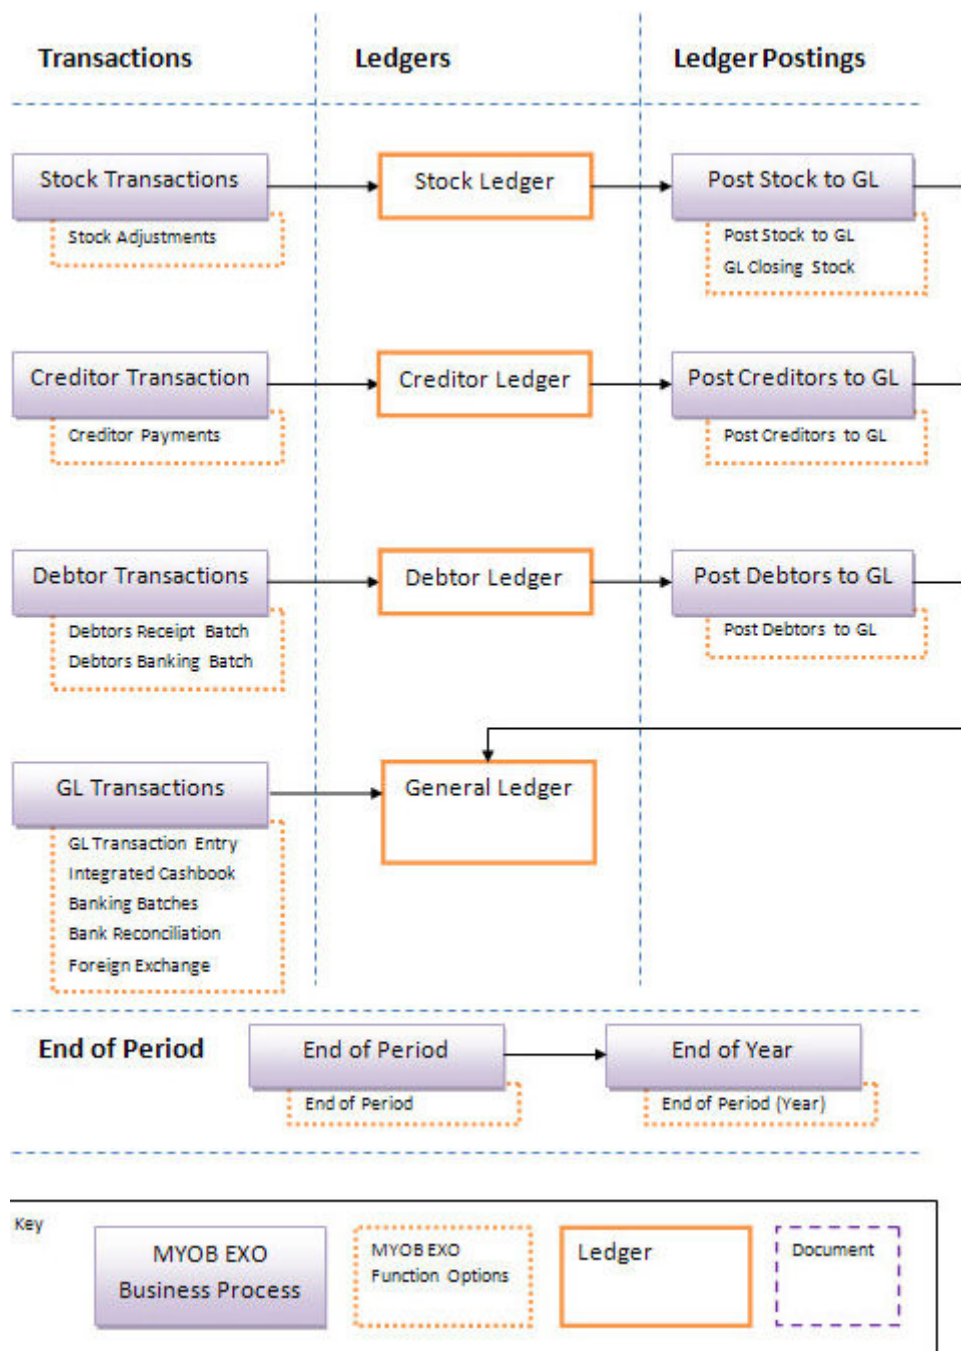 Transactions
Ledgers
Ledger Postings
Stock Transactions
Stock Ledger
Post Stock to GL
Stock Adjustments
Post Stock to GL
GL Closing Stock
Creditor Transaction
Creditor Ledger
Post Creditors to GL
Creditor Payments
Post Creditors to GL
Debtor Transactions
Debtor Ledger
Post Debtors to GL
Debtors Receipt Batch
Debtors Banking Batch
Post Debtors to GL
GL Transactions
General Ledger
GL Transaction Entry
Integrated Cashbook
Banking Batches
Bank Reconciliation
Foreign Exchange
End of Period
End of Period
End of Year
End of Period
End of Period (Year)
Key
MYOB EXO
Business Process
MYOB EXO
Function Options
Ledger
Document